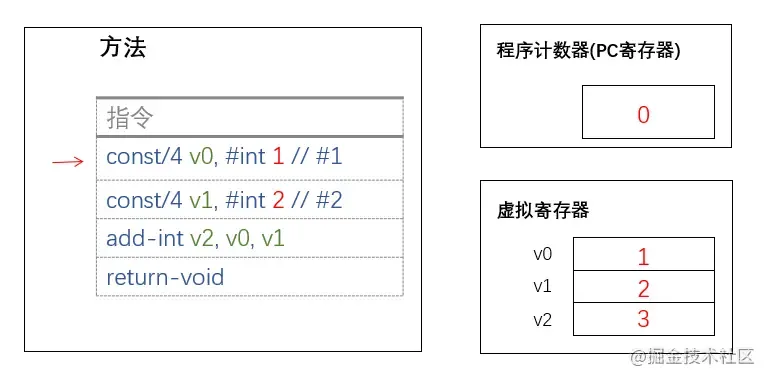 方法
指令
const/4 v0, #int 1 // #1
const/4 v1, #int 2 // #2
add-int v2, v0, v1
return-void
程序计数器(PC寄存器)
0
虚拟寄存器
v0 1
v1 2
v2 3
@掘金技术社区